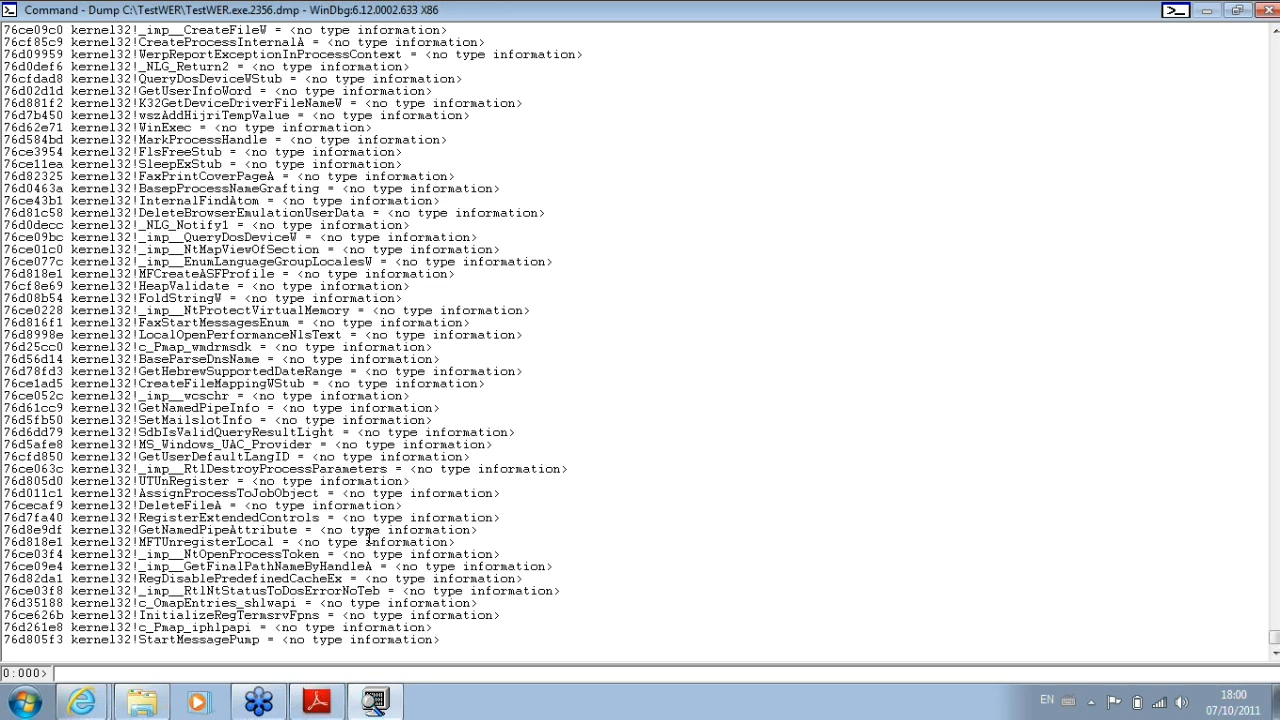 Command - Dump C:\TestWER\TestWER.exe.2356.dmp - WinDbg:6.12.0002.633 X86
76ce09c0 kernel32!_imp__CreateFileW = <no type information>
76cf85c9 kernel32!CreateProcessInternalA = <no type information>
76d09959 kernel32!WerpReportExceptionInProcessContext = <no type information>
76d0def6 kernel32!_NLG_Return2 = <no type information>
76cfdad8 kernel32!QueryDosDeviceWStub = <no type information>
76d02d1d kernel32!GetUserInfoWord = <no type information>
76d881f2 kernel32!K32GetDeviceDriverFileNameW = <no type information>
76d7b450 kernel32!wszAddHijriTempValue = <no type information>
76d62e71 kernel32!WinExec = <no type information>
76d584bd kernel32!MarkProcessHandle = <no type information>
76ce3954 kernel32!FlsFreeStub = <no type information>
76ce11ea kernel32!SleepExStub = <no type information>
76d82325 kernel32!FaxPrintCoverPageA = <no type information>
76d0463a kernel32!BasepProcessNameGrafting = <no type information>
76ce43b1 kernel32!InternalFindAtom = <no type information>
76d81c58 kernel32!DeleteBrowserEmulationUserData = <no type information>
76d0decc kernel32!_NLG_Notify1 = <no type information>
76ce09bc kernel32!_imp__QueryDosDeviceW = <no type information>
76ce01c0 kernel32!_imp__NtMapViewOfSection = <no type information>
76ce077c kernel32!_imp__EnumLanguageGroupLocalesW = <no type information>
76d818e1 kernel32!MFCreateASFProfile = <no type information>
76cf8e69 kernel32!HeapValidate = <no type information>
76d08b54 kernel32!FoldStringW = <no type information>
76ce0228 kernel32!_imp__NtProtectVirtualMemory = <no type information>
76d816f1 kernel32!FaxStartMessagesEnum = <no type information>
76d8998e kernel32!LocalOpenPerformanceNlsText = <no type information>
76d25cc0 kernel32!c_Pmap_wmdrmsdk = <no type information>
76d56d14 kernel32!BaseParseDnsName = <no type information>
76d78fd3 kernel32!GetHebrewSupportedDateRange = <no type information>
76ce1ad5 kernel32!CreateFileMappingWStub = <no type information>
76ce052c kernel32!_imp__wcschr = <no type information>
76d61cc9 kernel32!GetNamedPipeInfo = <no type information>
76d5fb50 kernel32!SetMailslotInfo = <no type information>
76d6dd79 kernel32!SdbIsValidQueryResultLight = <no type information>
76d5afe8 kernel32!MS_Windows_UAC_Provider = <no type information>
76cfd850 kernel32!GetUserDefaultLangID = <no type information>
76ce063c kernel32!_imp__RtlDestroyProcessParameters = <no type information>
76d805d0 kernel32!UTUnRegister = <no type information>
76d011c1 kernel32!AssignProcessToJobObject = <no type information>
76cecaf9 kernel32!DeleteFileA = <no type information>
76d7fa40 kernel32!RegisterExtendedControls = <no type information>
76d8e9df kernel32!GetNamedPipeAttribute = <no type information>
76d818e1 kernel32!MFTUnregisterLocal = <no type information>
76ce03f4 kernel32!_imp__NtOpenProcessToken = <no type information>
76ce09e4 kernel32!_imp__GetFinalPathNameByHandleA = <no type information>
76d82da1 kernel32!RegDisablePredefinedCacheEx = <no type information>
76ce03f8 kernel32!_imp__RtlNtStatusToDosErrorNoTeb = <no type information>
76d35188 kernel32!c_OmapEntries_shlwapi = <no type information>
76ce626b kernel32!InitializeRegTermsrvFpns = <no type information>
76d261e8 kernel32!c_Pmap_iphlpapi = <no type information>
76d805f3 kernel32!StartMessagePump = <no type information>
0:000>
EN
18:00
07/10/2011